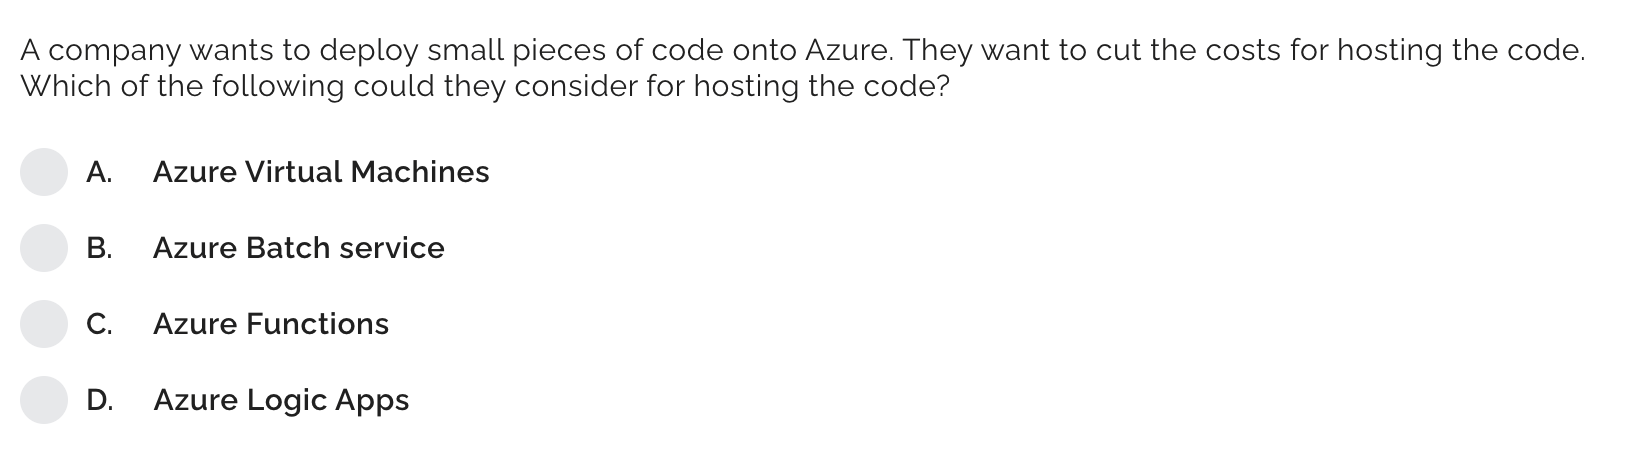 A company wants to deploy small pieces of code onto Azure. They want to cut the costs for hosting the code.
Which of the following could they consider for hosting the code?
A. Azure Virtual Machines
B. Azure Batch service
C. Azure Functions
D. Azure Logic Apps